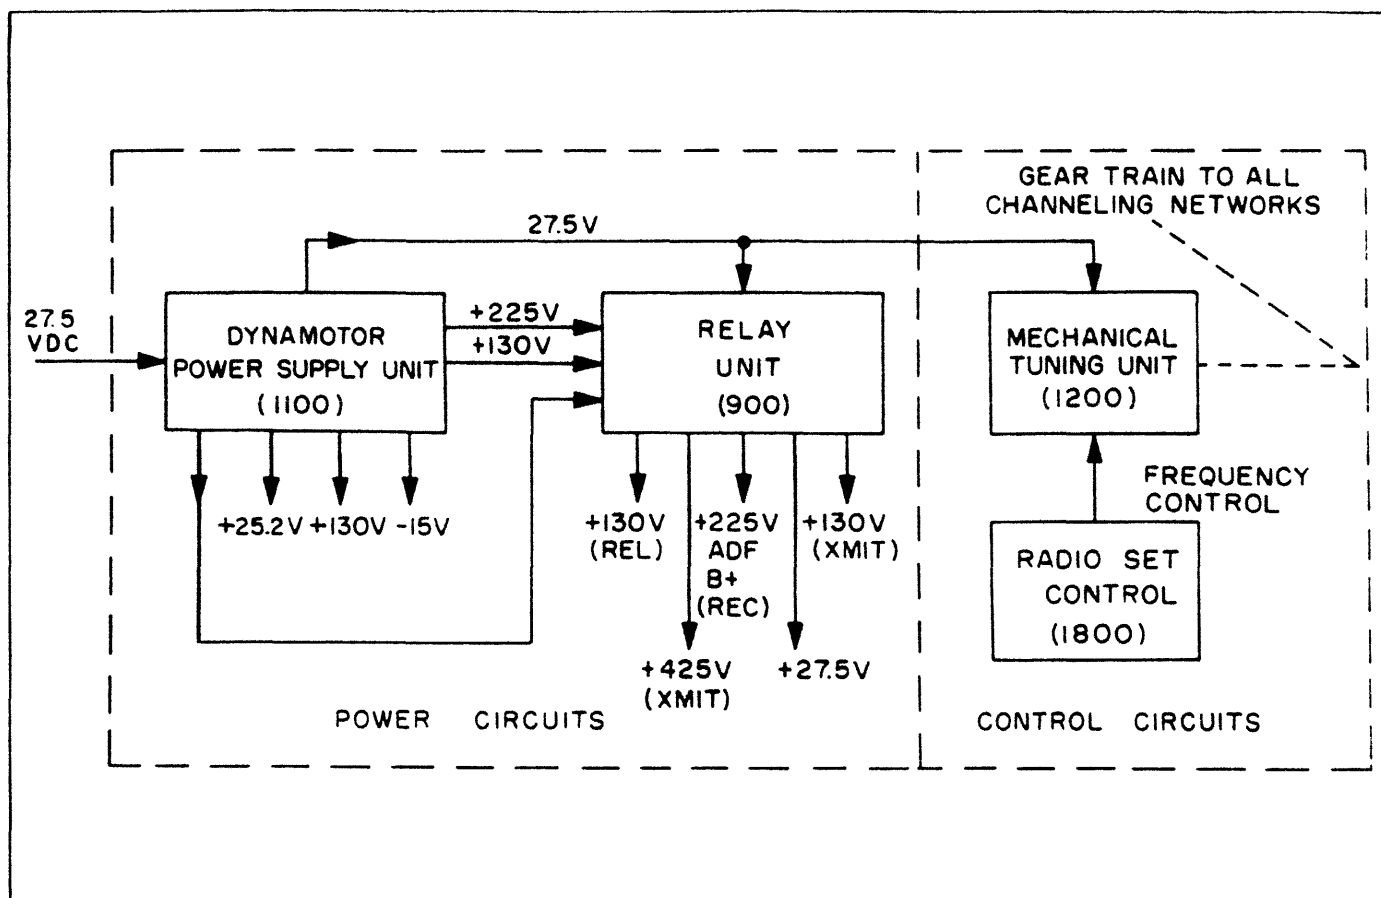 GEAR TRAIN TO ALL
CHANNELING NETWORKS
27.5V
27.5
VDC
DYNAMOTOR
POWER SUPPLY UNIT
(1100)
+225V
+130V
RELAY
UNIT
(900)
MECHANICAL
TUNING UNIT
(1200)
+25.2V
+130V
-15V
+130V
(REL)
+225V
ADF
B+
(REC)
+130V
(XMIT)
+425V
(XMIT)
+27.5V
FREQUENCY
CONTROL
RADIO SET
CONTROL
(1800)
POWER CIRCUITS
CONTROL CIRCUITS